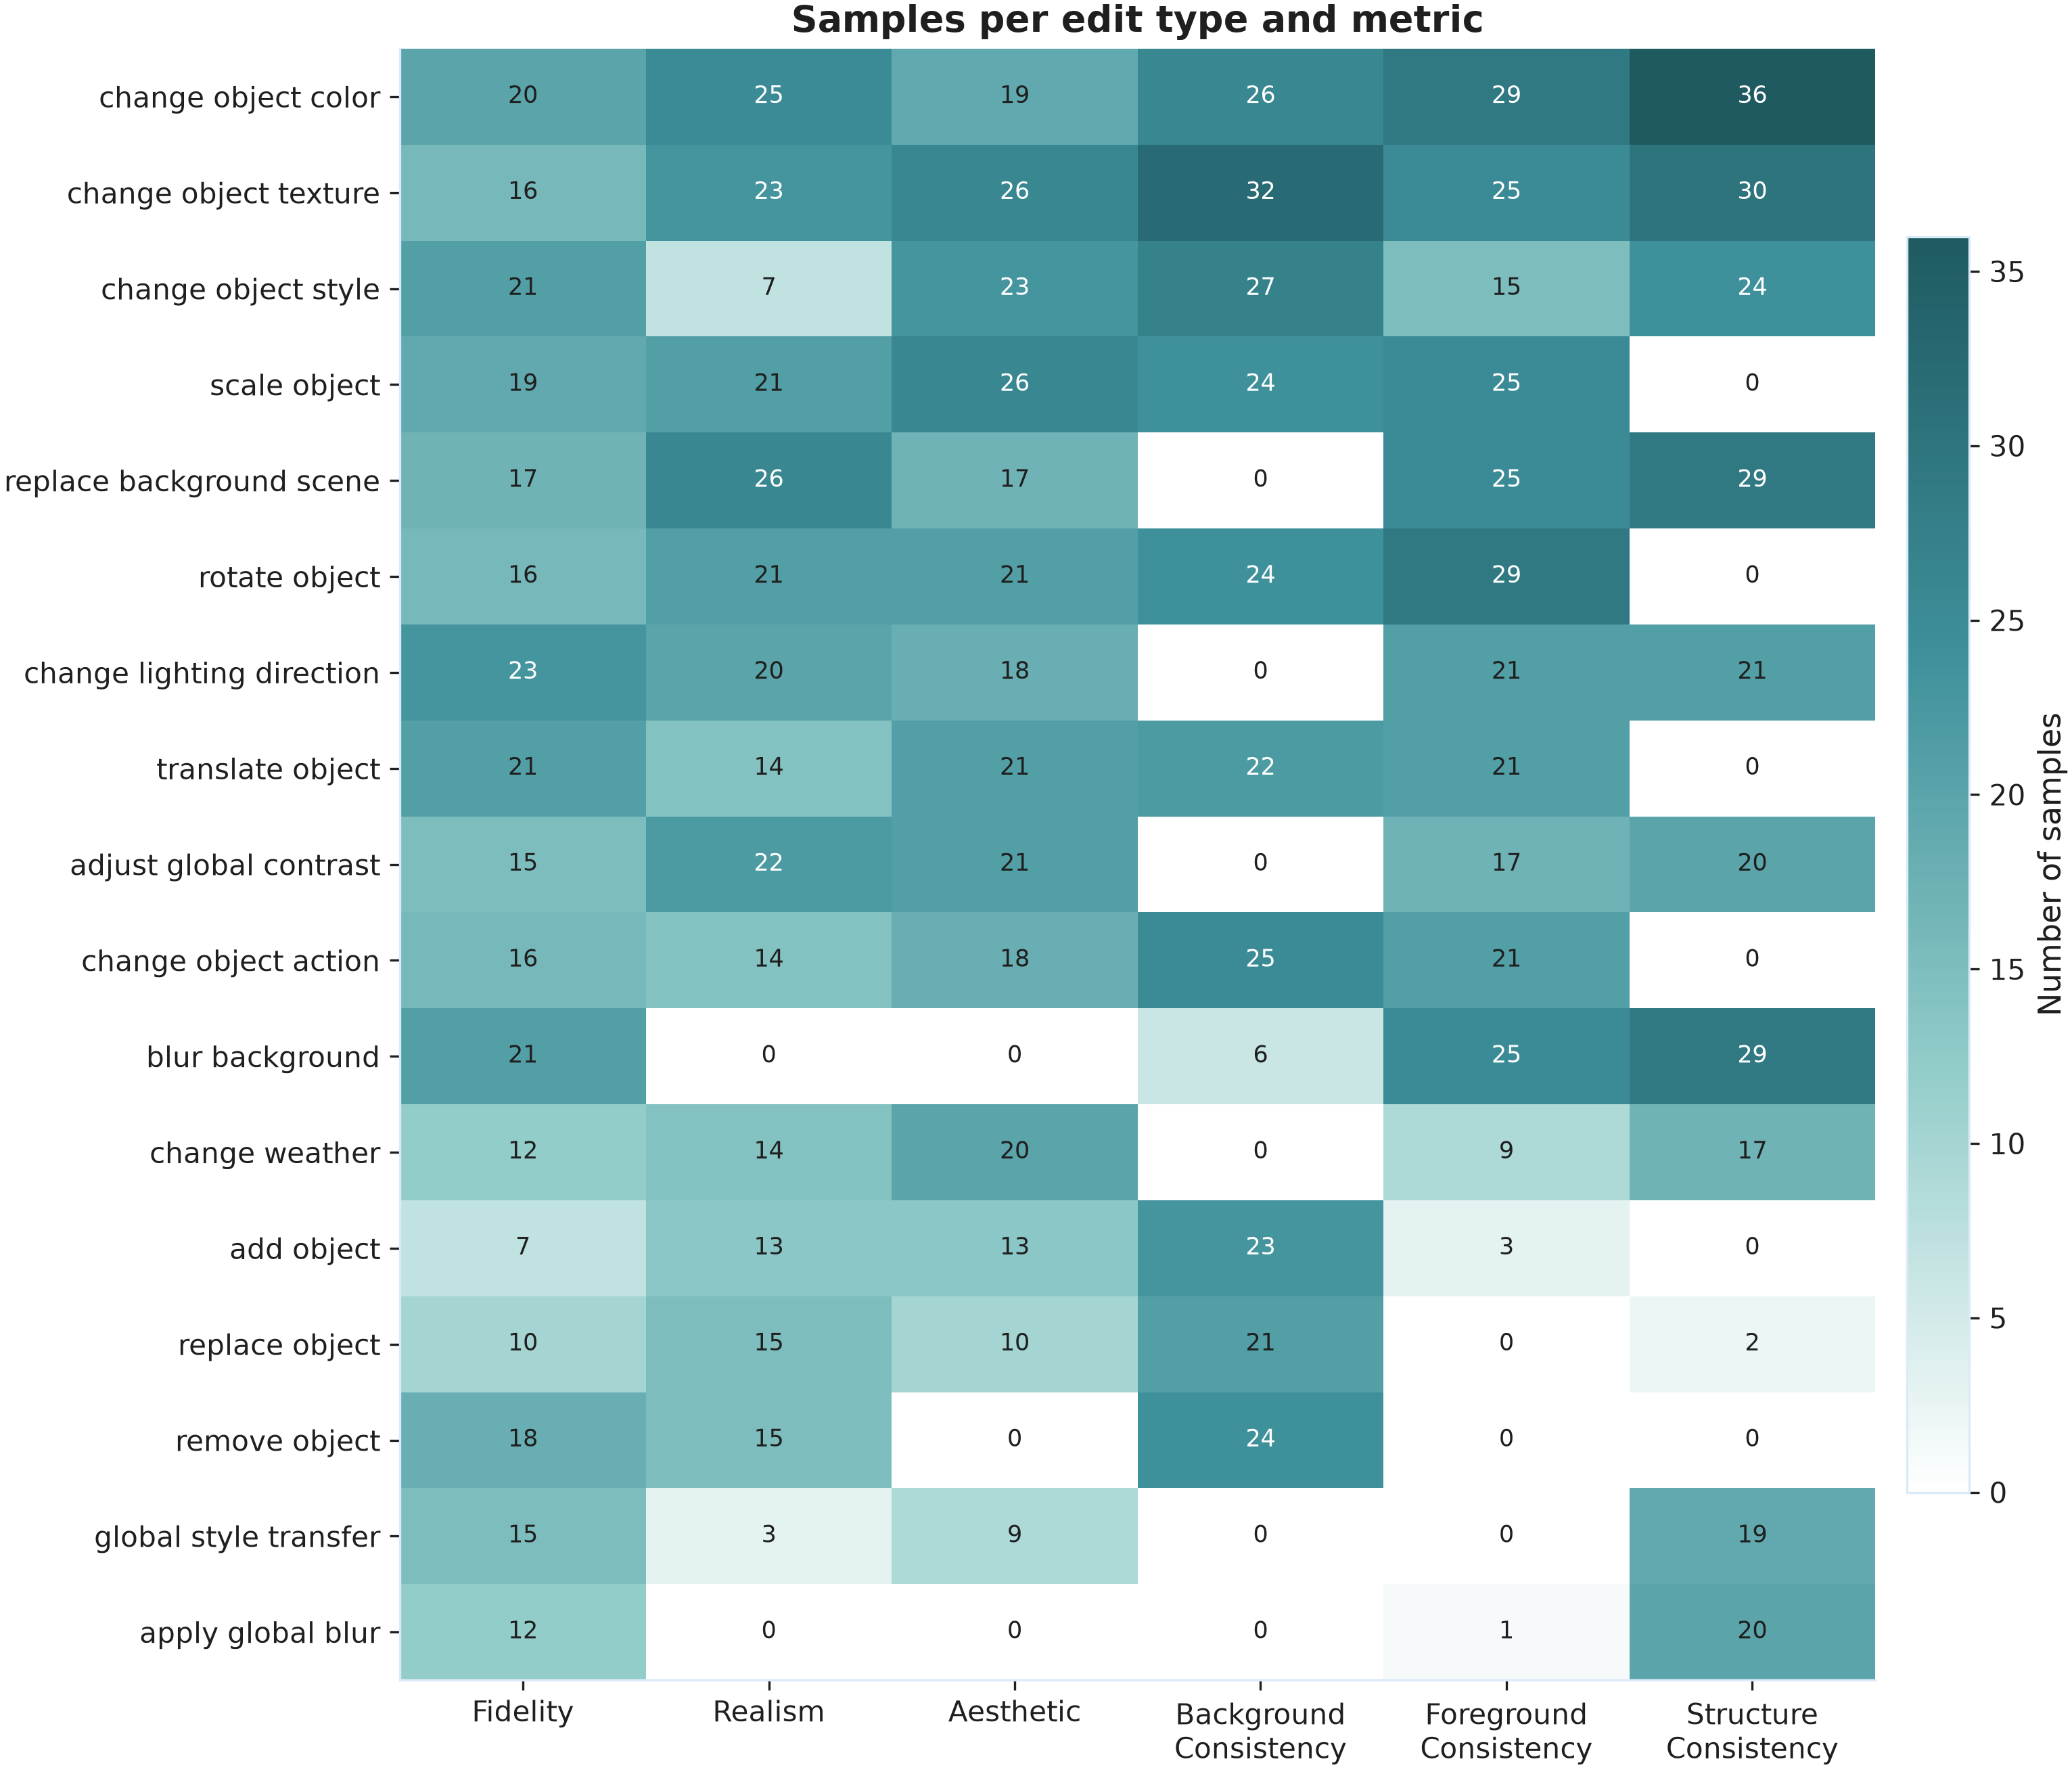 Samples per edit type and metric
change object color 20 25 19 26 29 36
change object texture 16 23 26 32 25 30
change object style 21 7 23 27 15 24
scale object 19 21 26 24 25 0
replace background scene 17 26 17 0 25 29
rotate object 16 21 21 24 29 0
change lighting direction 23 20 18 0 21 21
translate object 21 14 21 22 21 0
adjust global contrast 15 22 21 0 17 20
change object action 16 14 18 25 21 0
blur background 21 0 0 6 25 29
change weather 12 14 20 0 9 17
add object 7 13 13 23 3 0
replace object 10 15 10 21 0 2
remove object 18 15 0 24 0 0
global style transfer 15 3 9 0 0 19
apply global blur 12 0 0 0 1 20
Fidelity Realism Aesthetic Background Foreground Structure
Consistency Consistency Consistency
35
30
25
20
15
10
5
0
Number of samples